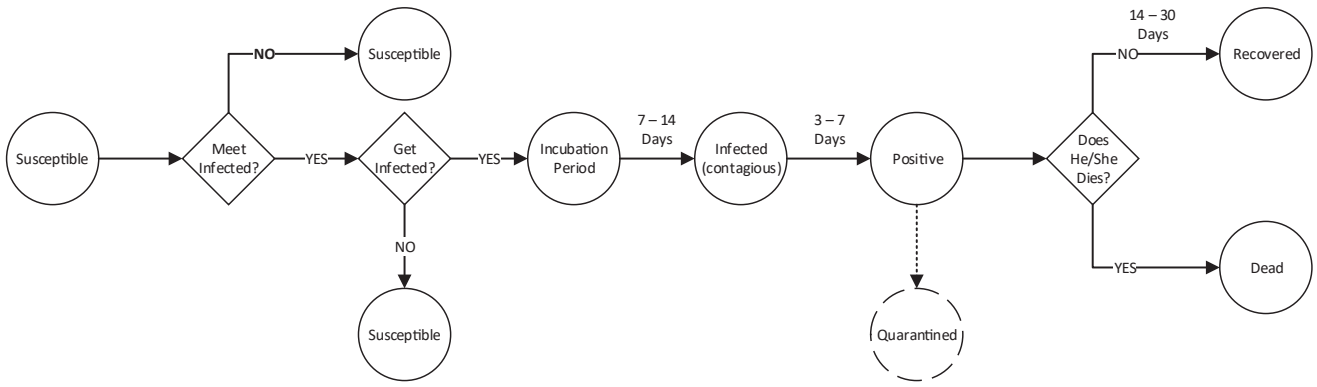 14 – 30
Days
NO
Susceptible
NO
Recovered
Susceptible
Meet
Infected?
YES
Get
Infected?
YES
Incubation
Period
7 – 14
Days
Infected
(contagious)
3 – 7
Days
Positive
Does
He/She
Dies?
NO
YES
Dead
Susceptible
Quarantined